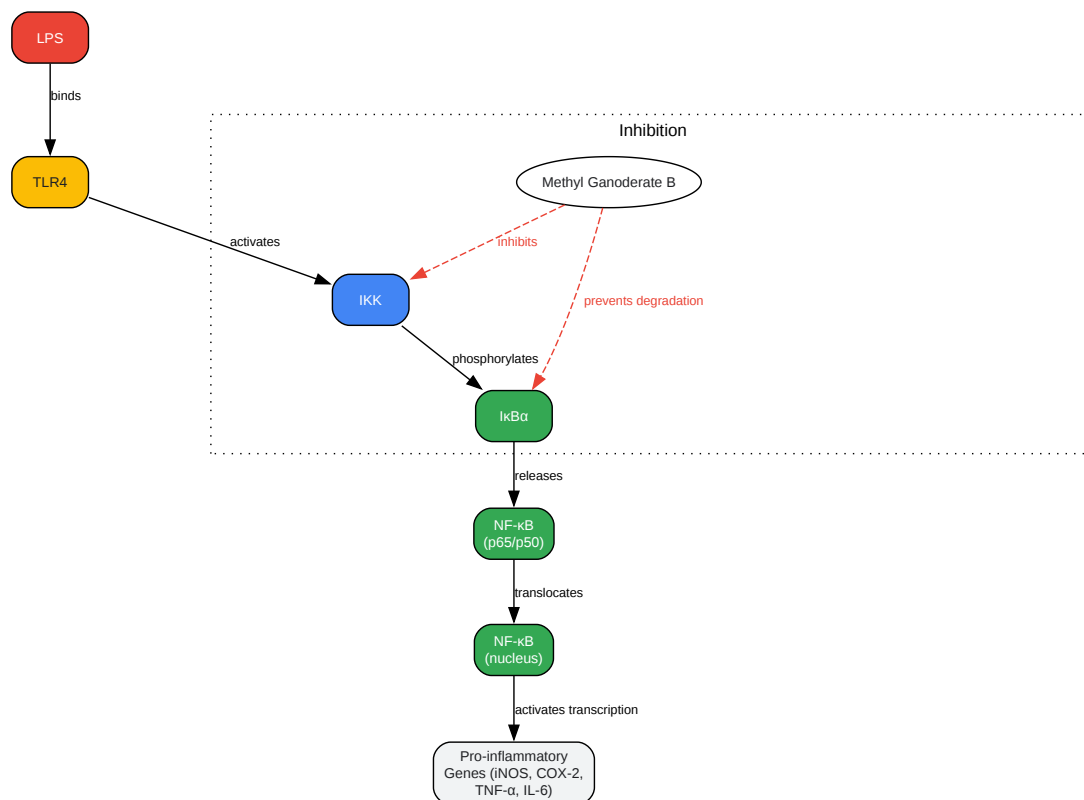 LPS
binds
Inhibition
TLR4
Methyl Ganoderate B
activates
inhibits
IKK
prevents degradation
phosphorylates
IκBα
releases
NF-κB
(p65/p50)
translocates
NF-κB
(nucleus)
activates transcription
Pro-inflammatory
Genes (iNOS, COX-2,
TNF-α, IL-6)